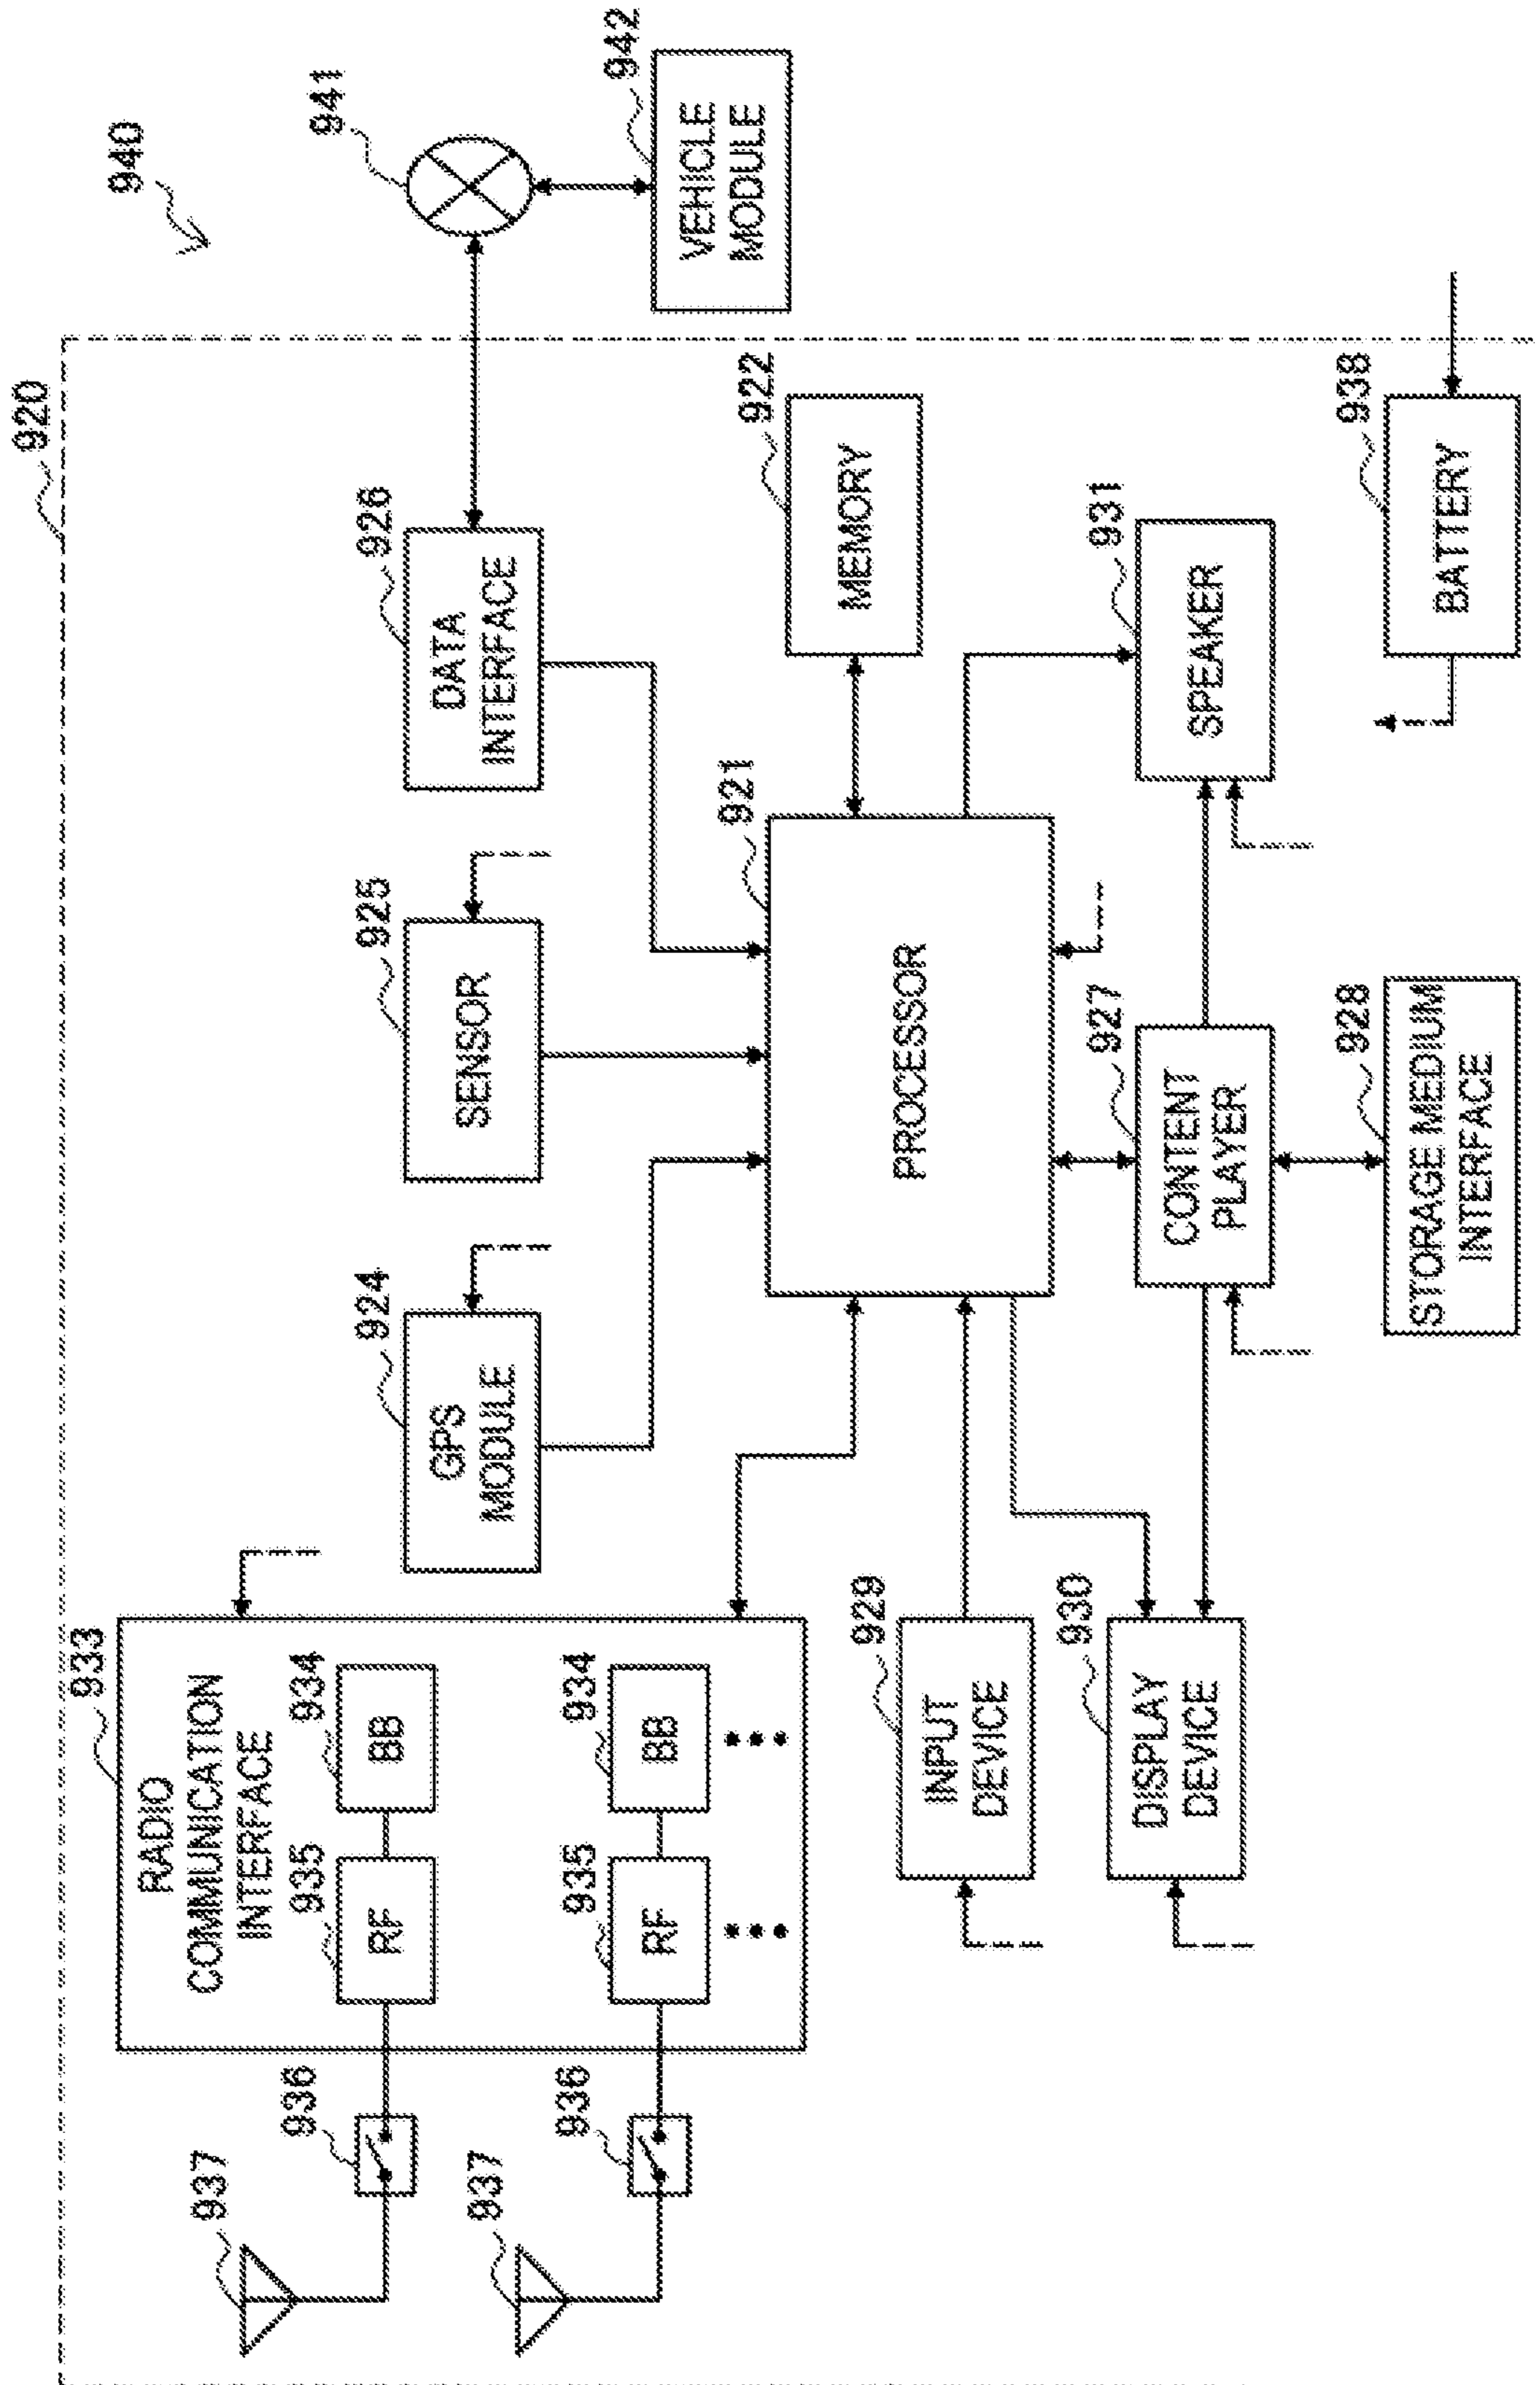 920
940
933
RADIO
COMMUNICATION
INTERFACE
937
936
935
RF
934
BB
937
936
935
RF
934
BB
924
GPS
MODULE
925
SENSOR
926
DATA
INTERFACE
941
942
VEHICLE
MODULE
921
PROCESSOR
922
MEMORY
929
INPUT
DEVICE
930
DISPLAY
DEVICE
927
CONTENT
PLAYER
931
SPEAKER
928
STORAGE MEDIUM
INTERFACE
938
BATTERY